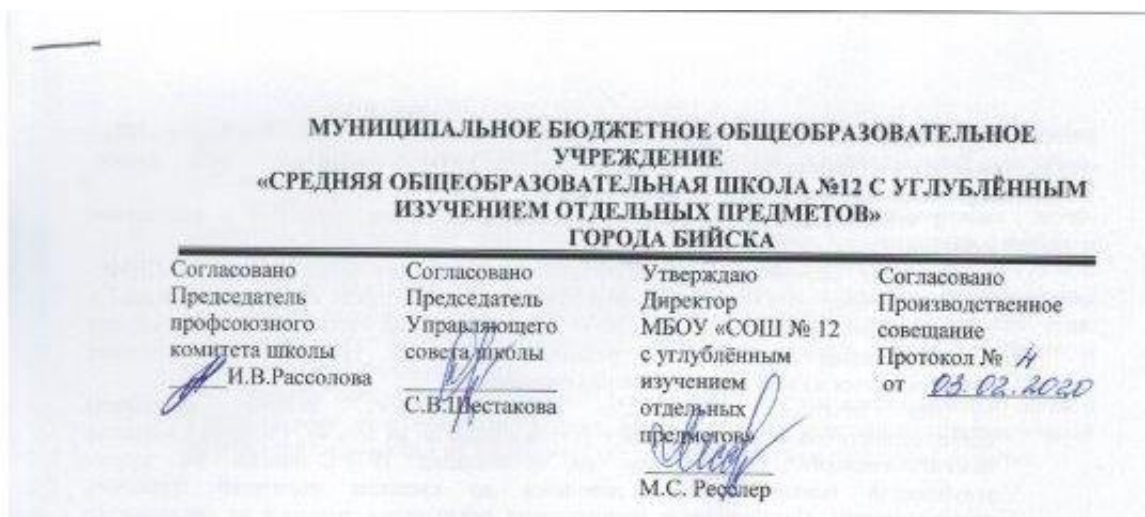 МУНИЦИПАЛЬНОЕ БЮДЖЕТНОЕ ОБЩЕОБРАЗОВАТЕЛЬНОЕ
УЧРЕЖДЕНИЕ
«СРЕДНЯЯ ОБЩЕОБРАЗОВАТЕЛЬНАЯ ШКОЛА №12 С УГЛУБЛЁННЫМ
ИЗУЧЕНИЕМ ОТДЕЛЬНЫХ ПРЕДМЕТОВ»
ГОРОДА БИЙСКА
Согласовано
Председатель
профсоюзного
комитета школы
И.В.Рассолова
Согласовано
Председатель
Управляющего
совета школы
С.В.Шестакова
Утверждаю
Директор
МБОУ «СОШ № 12
с углублённым
изучением
отдельных
предметов»
М.С. Ресслер
Согласовано
Производственное
совещание
Протокол № 4
от 03.02.2020